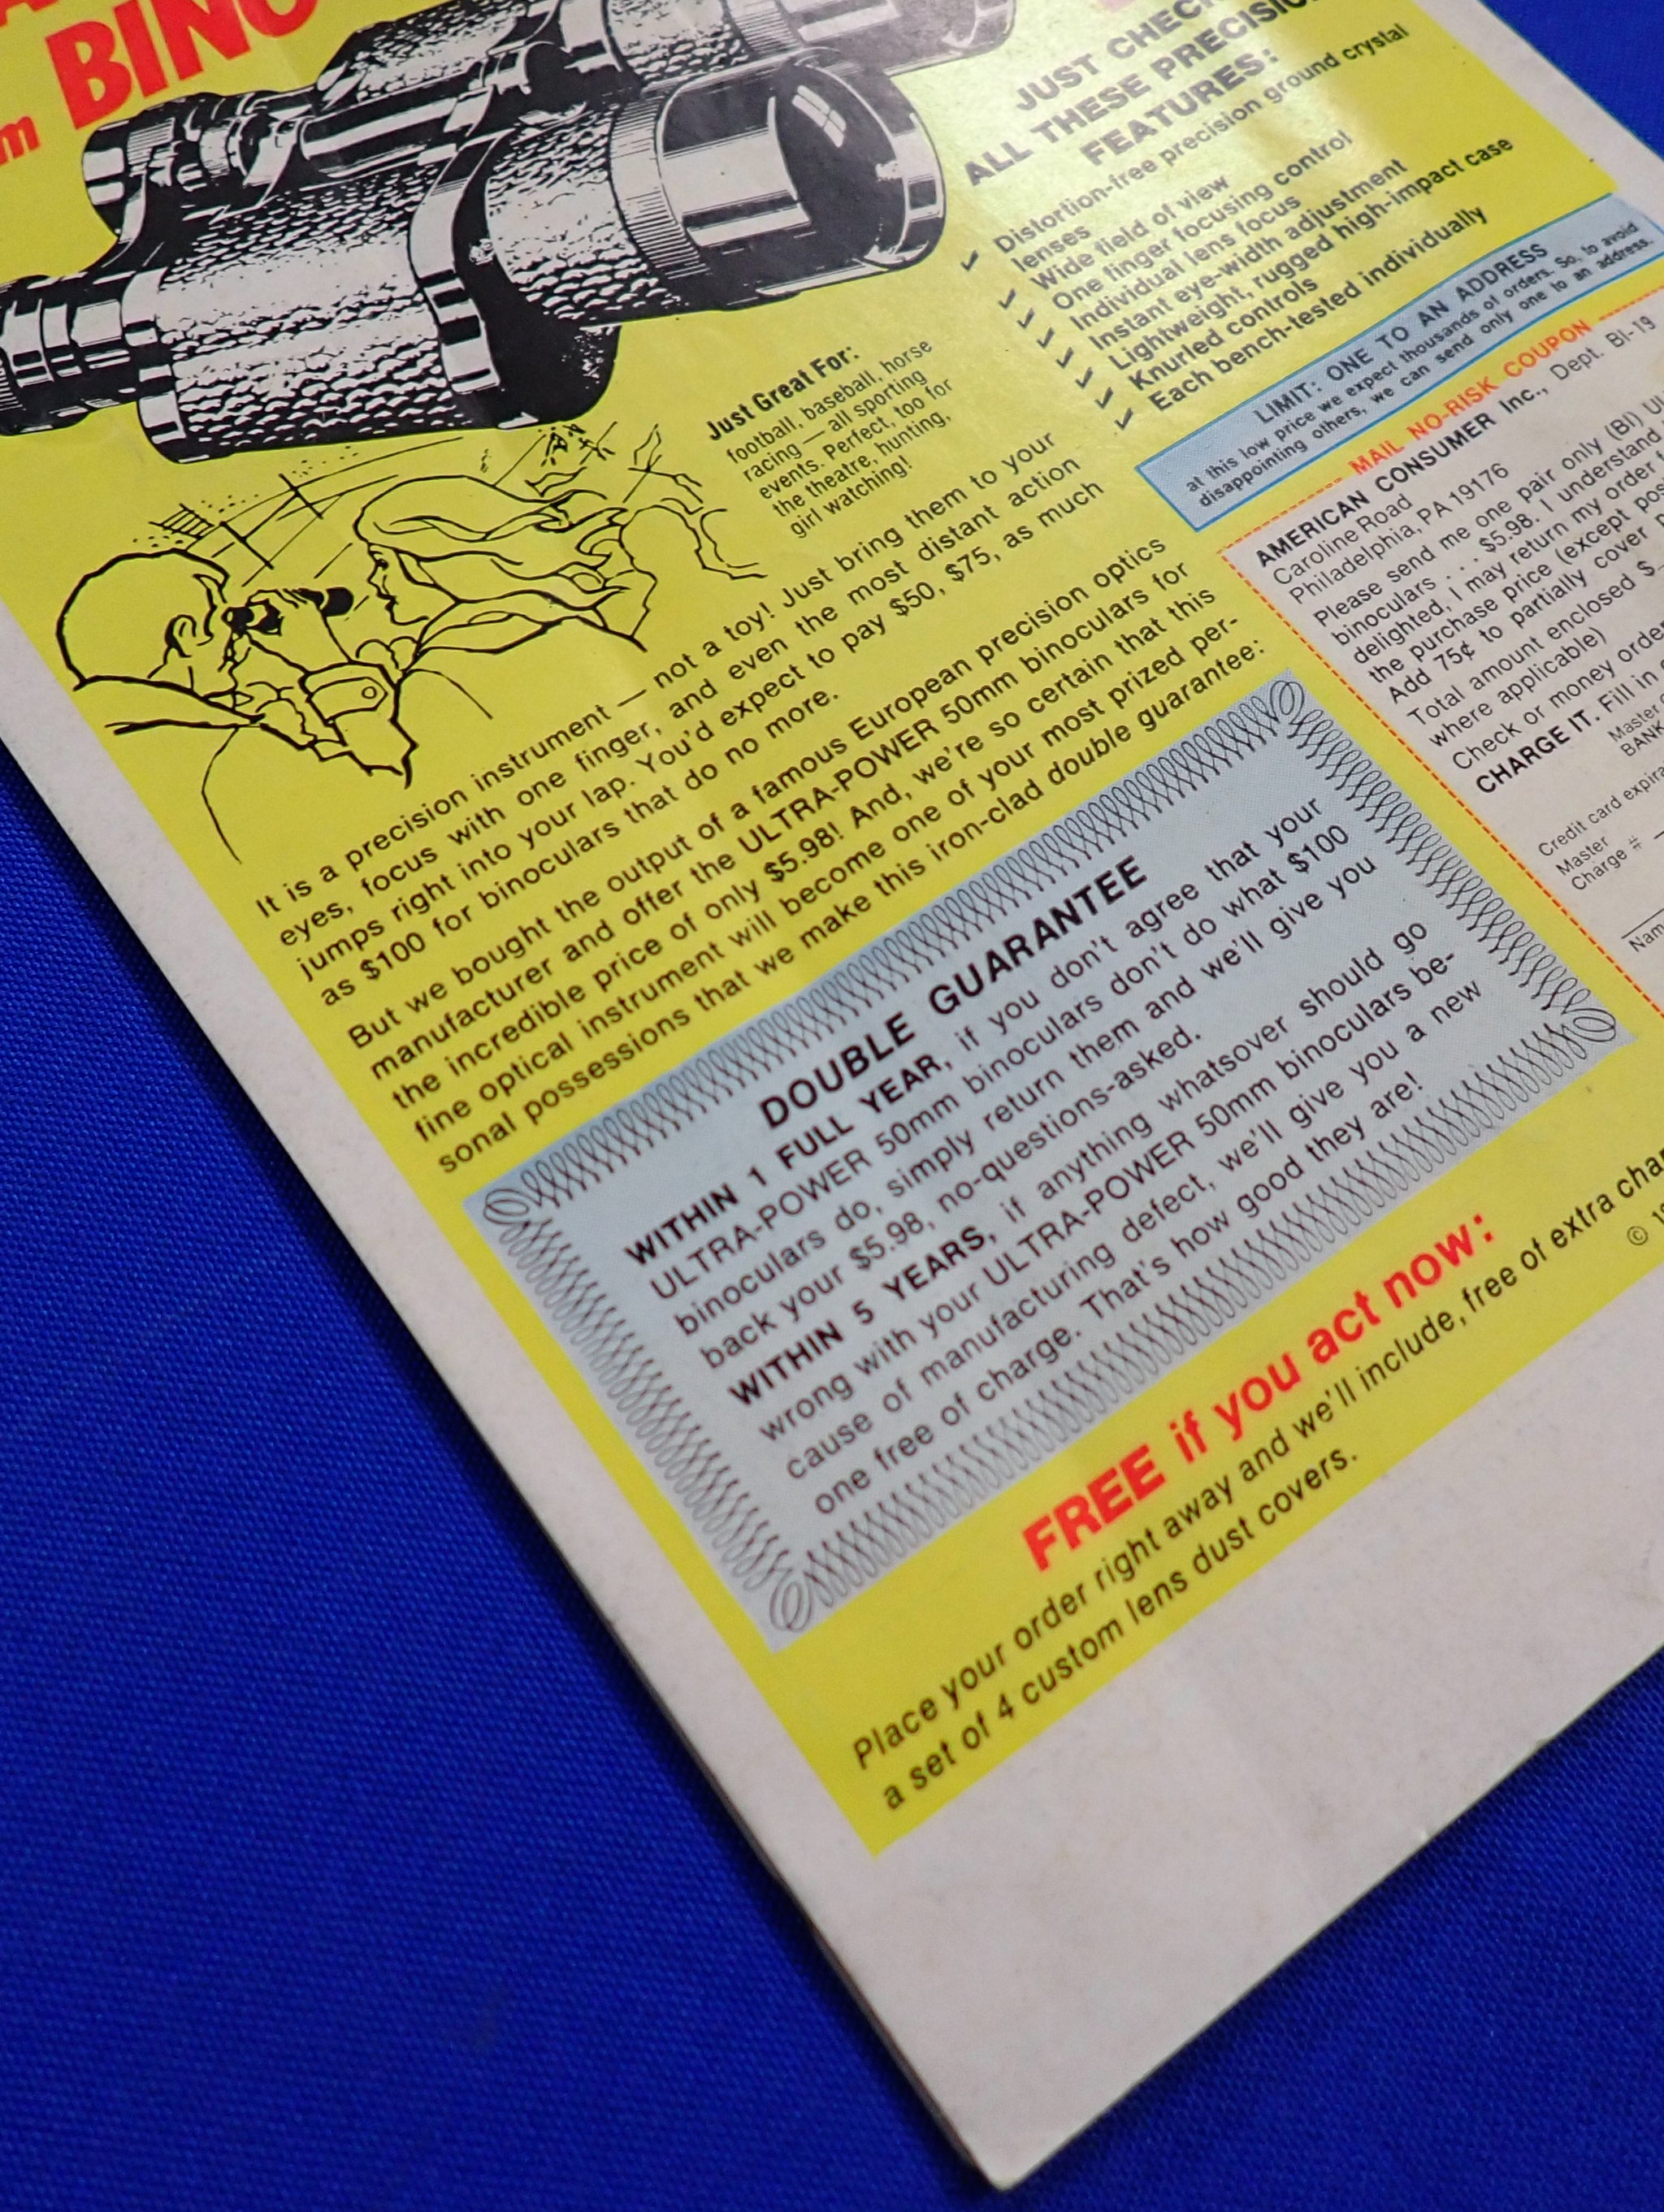 BINO
m
Just Great For:
football, baseball, horse
racing — all sporting
events. Perfect, too for
the theatre, hunting,
girl watching!
It is a precision instrument — not a toy! Just bring them to your
eyes, focus with one finger, and even the most distant action
jumps right into your lap. You'd expect to pay $50, $75, as much
as $100 for binoculars that do no more.
But we bought the output of a famous European precision optics
manufacturer and offer the ULTRA-POWER 50mm binoculars for
the incredible price of only $5.98! And, we're so certain that this
fine optical instrument will become one of your most prized per-
sonal possessions that we make this iron-clad double guarantee:
DOUBLE GUARANTEE
WITHIN 1 FULL YEAR, if you don't agree that your
ULTRA-POWER 50mm binoculars don't do what $100
binoculars do, simply return them and we'll give you
back your $5.98, no-questions-asked.
WITHIN 5 YEARS, if anything whatsover should go
wrong with your ULTRA-POWER 50mm binoculars be-
cause of manufacturing defect, we'll give you a new
one free of charge. That's how good they are!
FREE if you act now:
Place your order right away and we'll include, free of extra char
a set of 4 custom lens dust covers.
© 19
JUST CHECK
ALL THESE PRECISION
FEATURES:
✓ Distortion-free precision ground crystal
lenses
✓ Wide field of view
✓ One finger focusing control
✓ Individual lens focus
✓ Instant eye-width adjustment
✓ Lightweight, rugged high-impact case
✓ Knurled controls
✓ Each bench-tested individually
LIMIT: ONE TO AN ADDRESS
at this low price we expect thousands of orders. So, to avoid
disappointing others, we can send only one to an address.
MAIL NO-RISK COUPON
AMERICAN CONSUMER Inc., Dept. BI-19
Caroline Road
Philadelphia, PA 19176
Please send me one pair only (BI) Ul
binoculars . . . $5.98. I understand
delighted, I may return my order f
the purchase price (except pos
Add 75¢ to partially cover p
Total amount enclosed $
where applicable)
Check or money orde
CHARGE IT. Fill in
Master
BANK
Credit card expira
Master
Charge #
Nam